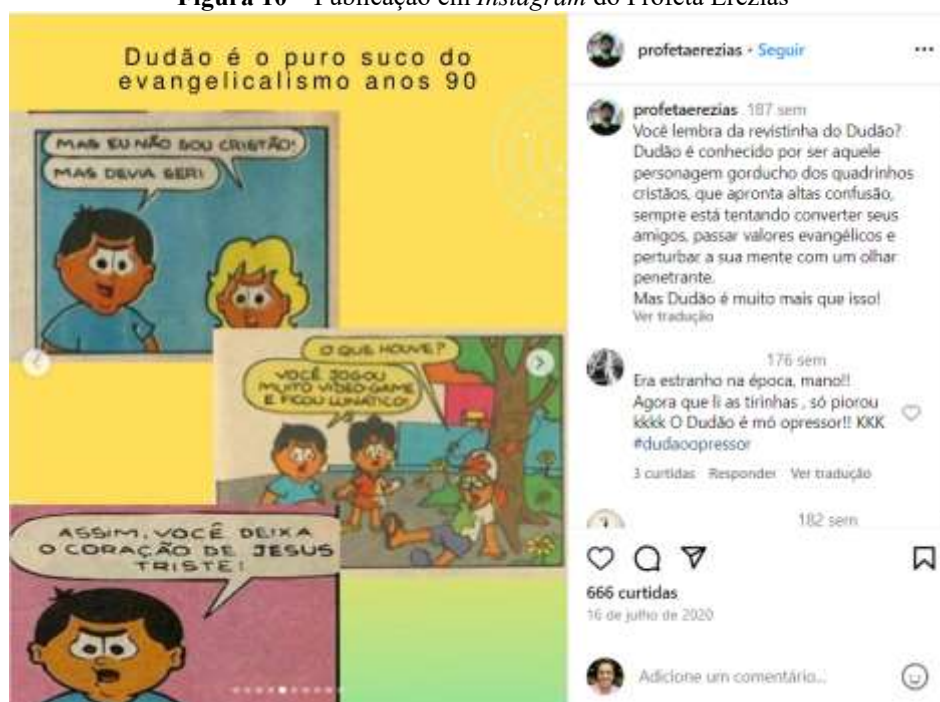 Figura 16 – Publicação em Instagram do Profeta Erezias
Dudão é o puro suco do
evangelicalismo anos 90
MAS EU NÃO SOU CRISTÃO!
MAS DEVIA SER!
O QUE HOUVE?
VOCÊ JOGOU
MUITO VIDEO-GAME
E FICOU LUNÁTICO!
ASSIM, VOCÊ DEIXA
O CORAÇÃO DE JESUS
TRISTE!
profetaerezias • Seguir
profetaerezias 187 sem
Você lembra da revistinha do Dudão?
Dudão é conhecido por ser aquele
personagem gorducho dos quadrinhos
cristãos, que apronta altas confusão,
sempre está tentando converter seus
amigos, passar valores evangélicos e
perturbar a sua mente com um olhar
penetrante.
Mas Dudão é muito mais que isso!
Ver tradução
176 sem
Era estranho na época, mano!!
Agora que li as tirinhas , só piorou
kkkk O Dudão é mó opressor!! KKK
#dudaoopressor
3 curtidas Responder Ver tradução
182 sem
666 curtidas
16 de julho de 2020
Adicione um comentário...